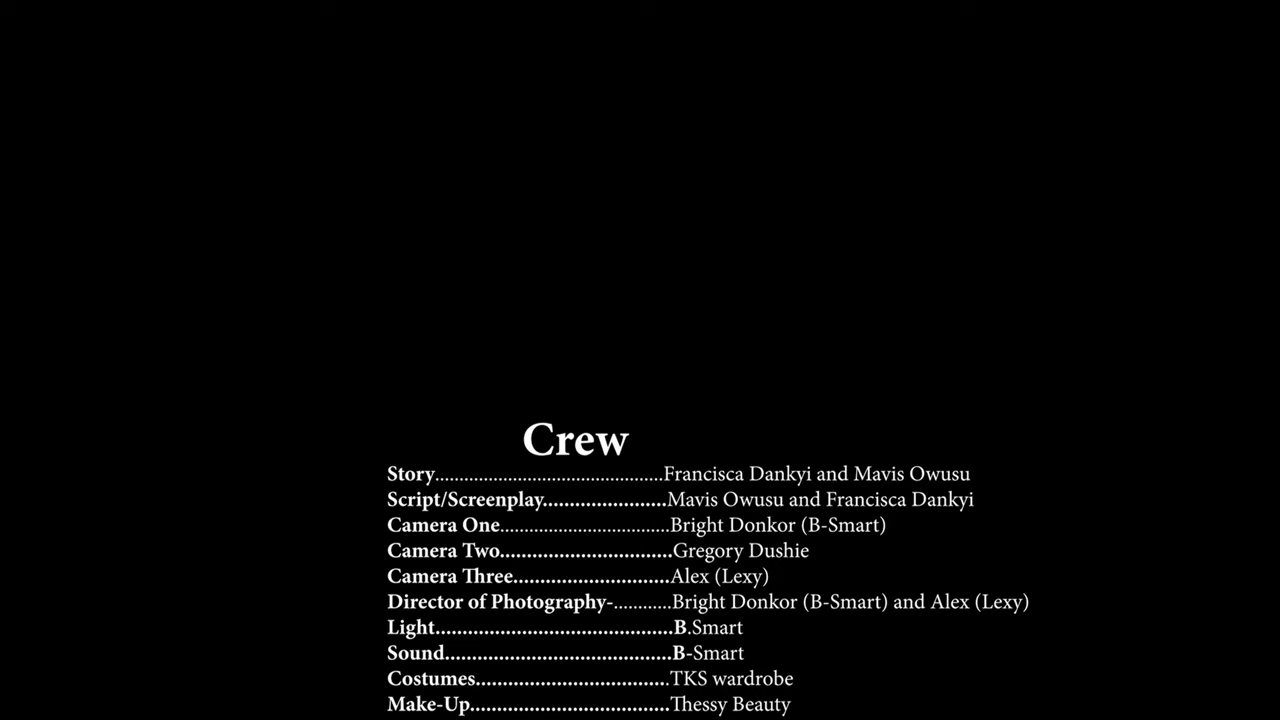 Crew
Story..............................................Francisca Dankyi and Mavis Owusu
Script/Screenplay.......................Mavis Owusu and Francisca Dankyi
Camera One..................................Bright Donkor (B-Smart)
Camera Two................................Gregory Dushie
Camera Three.............................Alex (Lexy)
Director of Photography-............Bright Donkor (B-Smart) and Alex (Lexy)
Light............................................B.Smart
Sound..........................................B-Smart
Costumes....................................TKS wardrobe
Make-Up.....................................Thessy Beauty